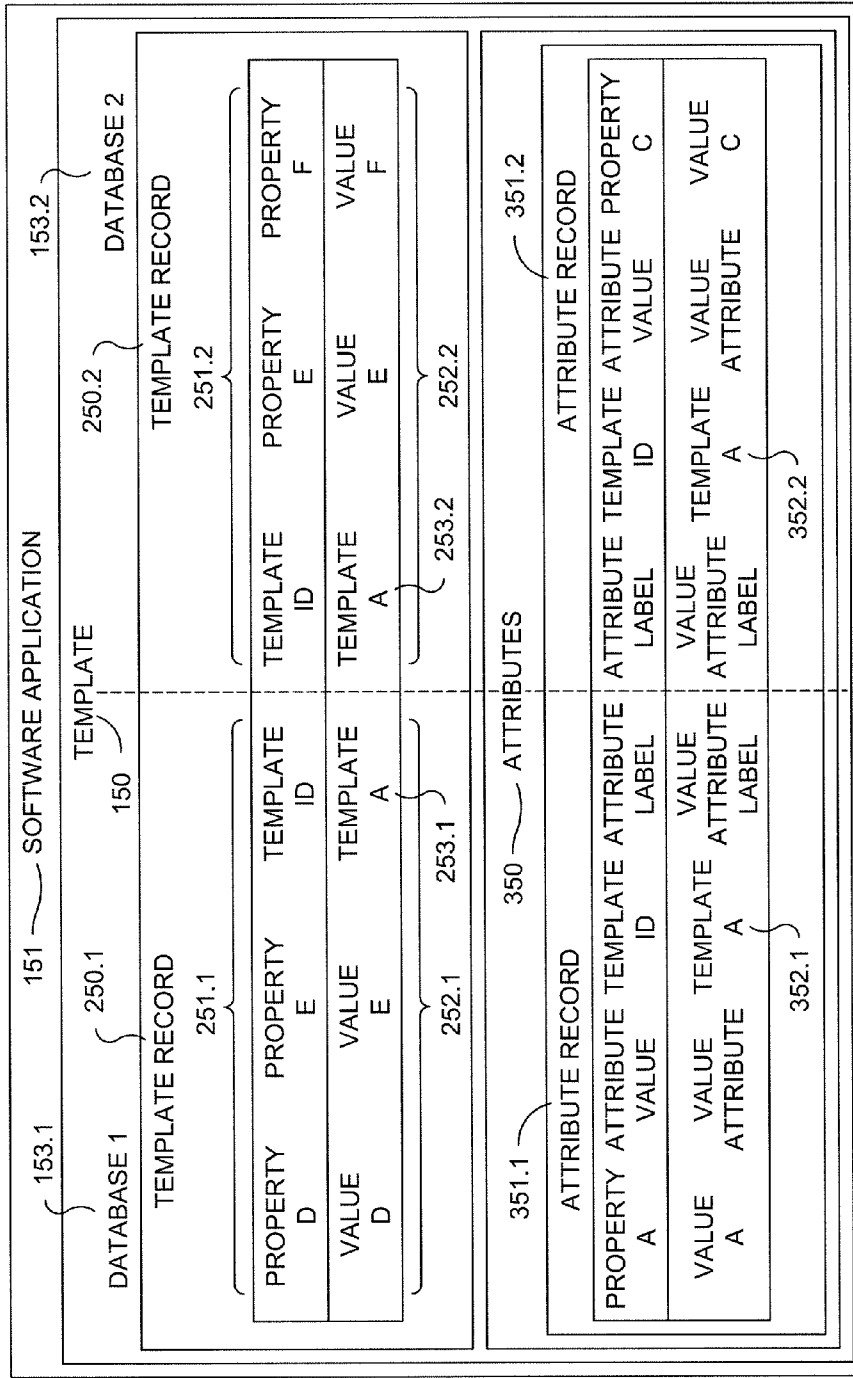 151 SOFTWARE APPLICATION
153.1
153.2
DATABASE 1
TEMPLATE
DATABASE 2
150
250.1
250.2
TEMPLATE RECORD
TEMPLATE RECORD
251.1
251.2
PROPERTY D
PROPERTY E
TEMPLATE ID
TEMPLATE ID
PROPERTY E
PROPERTY F
VALUE D
VALUE E
TEMPLATE A
TEMPLATE A
VALUE E
VALUE F
253.1
253.2
252.1
252.2
350 ATTRIBUTES
351.1
351.2
ATTRIBUTE RECORD
ATTRIBUTE RECORD
PROPERTY A
ATTRIBUTE VALUE
TEMPLATE ID
ATTRIBUTE LABEL
ATTRIBUTE LABEL
TEMPLATE ID
ATTRIBUTE VALUE
PROPERTY C
VALUE A
VALUE ATTRIBUTE
TEMPLATE A
VALUE ATTRIBUTE LABEL
VALUE ATTRIBUTE LABEL
TEMPLATE A
VALUE ATTRIBUTE
VALUE C
352.1
352.2